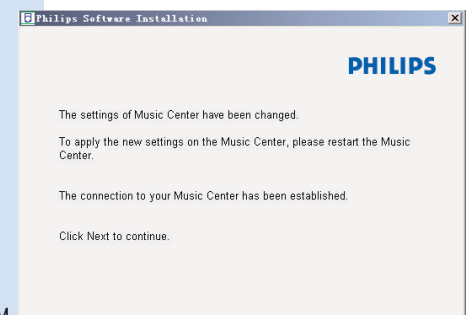 Philips Software Installation
PHILIPS
The settings of Music Center have been changed.
To apply the new settings on the Music Center, please restart the Music
Center.
The connection to your Music Center has been established.
Click Next to continue.